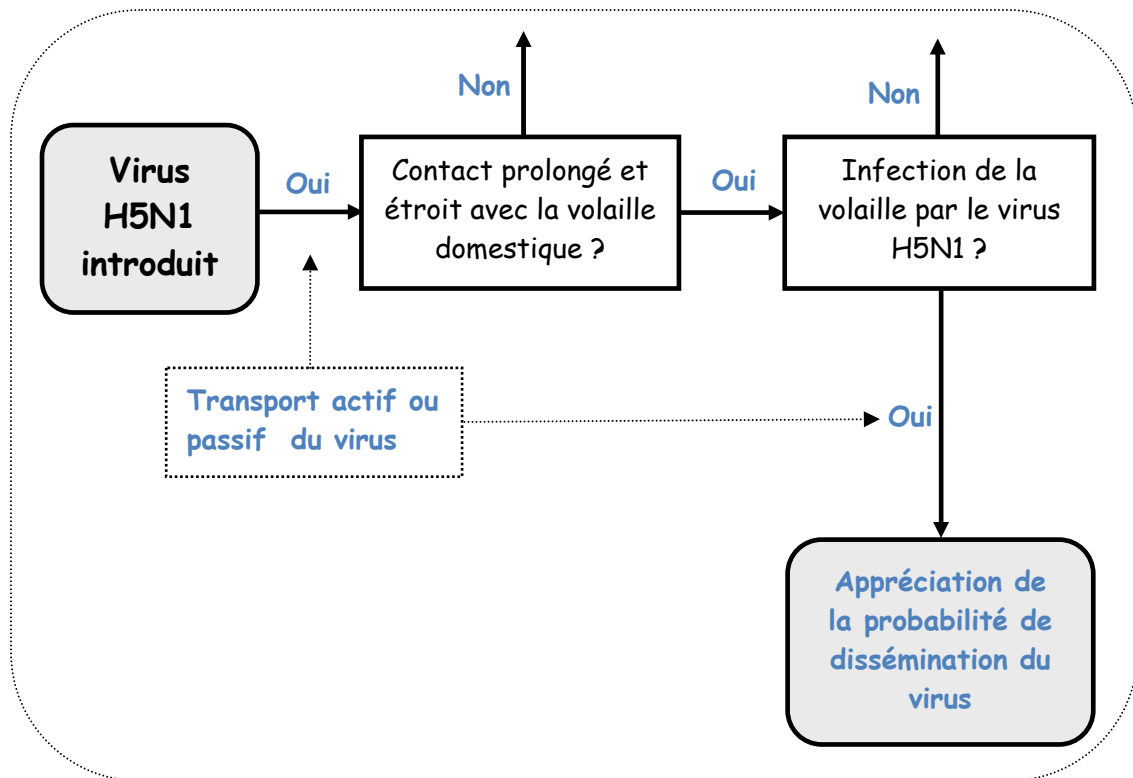 Non
Non
Virus
H5N1
introduit
Oui
Contact prolongé et
étroit avec la volaille
domestique ?
Oui
Infection de la
volaille par le virus
H5N1 ?
Transport actif ou
passif du virus
Oui
Appréciation de
la probabilité de
dissémination du
virus